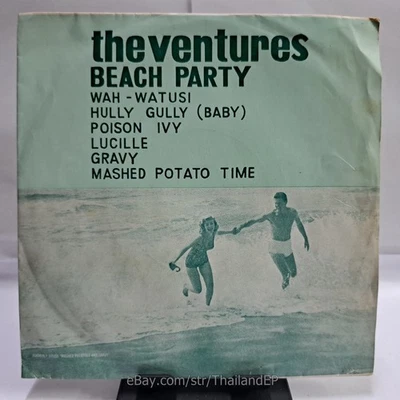 theventures
BEACH PARTY
WAH-WATUSI
HULLY GULLY (BABY)
POISON IVY
LUCILLE
GRAVY
MASHED POTATO TIME
eBay.com/str/ThailandEP